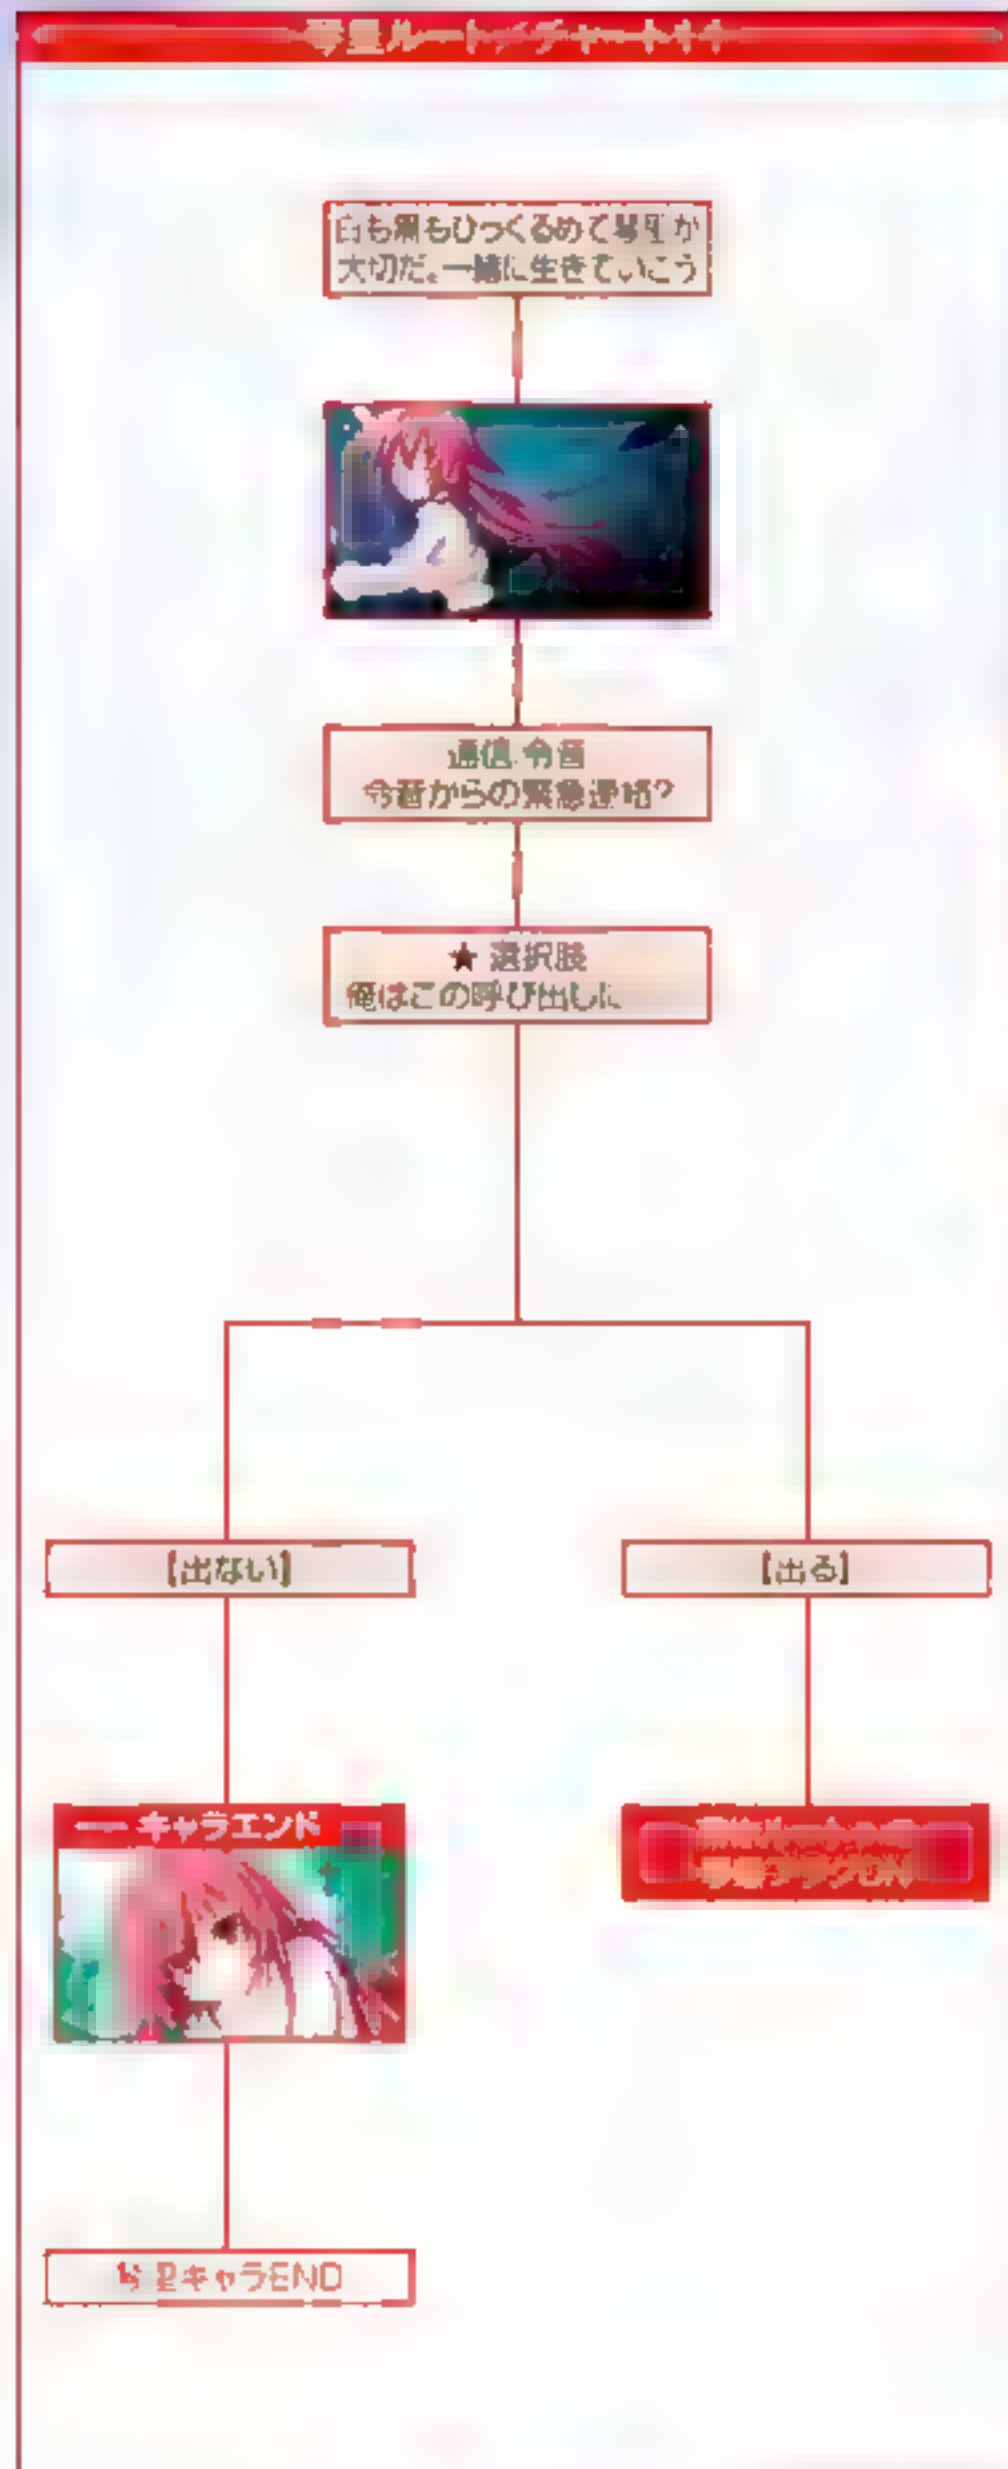 白も黒もひっくるめて琴里が
大切だ。一緒に生きていこう
通信 令音
令音からの緊急連絡?
★ 選択肢
俺はこの呼び出しに
【出ない】
【出る】
キャラエンド
琴里キャラEND